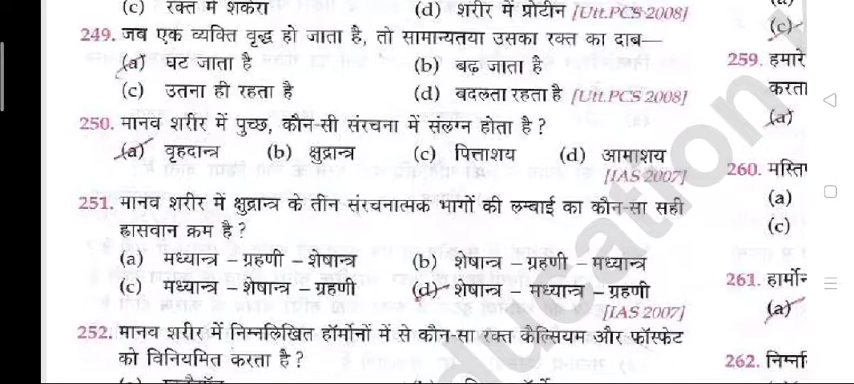 (c) रक्त में शर्करा (d) शरीर में प्रोटीन [Utt.PCS 2008]
249. जब एक व्यक्ति वृद्ध हो जाता है, तो सामान्यतया उसका रक्त का दाब—
(a) घट जाता है (b) बढ़ जाता है
(c) उतना ही रहता है (d) बदलता रहता है [Utt.PCS 2008]
250. मानव शरीर में पुच्छ, कौन-सी संरचना में संलग्न होता है ?
(a) वृहदान्त्र (b) क्षुद्रान्त्र (c) पित्ताशय (d) आमाशय
[IAS 2007]
251. मानव शरीर में क्षुद्रान्त्र के तीन संरचनात्मक भागों की लम्बाई का कौन-सा सही
ह्रासवान क्रम है ?
(a) मध्यान्त्र – ग्रहणी – शेषान्त्र (b) शेषान्त्र – ग्रहणी – मध्यान्त्र
(c) मध्यान्त्र – शेषान्त्र – ग्रहणी (d) शेषान्त्र – मध्यान्त्र – ग्रहणी
[IAS 2007]
252. मानव शरीर में निम्नलिखित हॉर्मोनों में से कौन-सा रक्त कैल्सियम और फॉस्फेट
को विनियमित करता है ?
(c)
259. हमारे
करता
(a)
260.
(a)
(c)
261.
(a)
262.